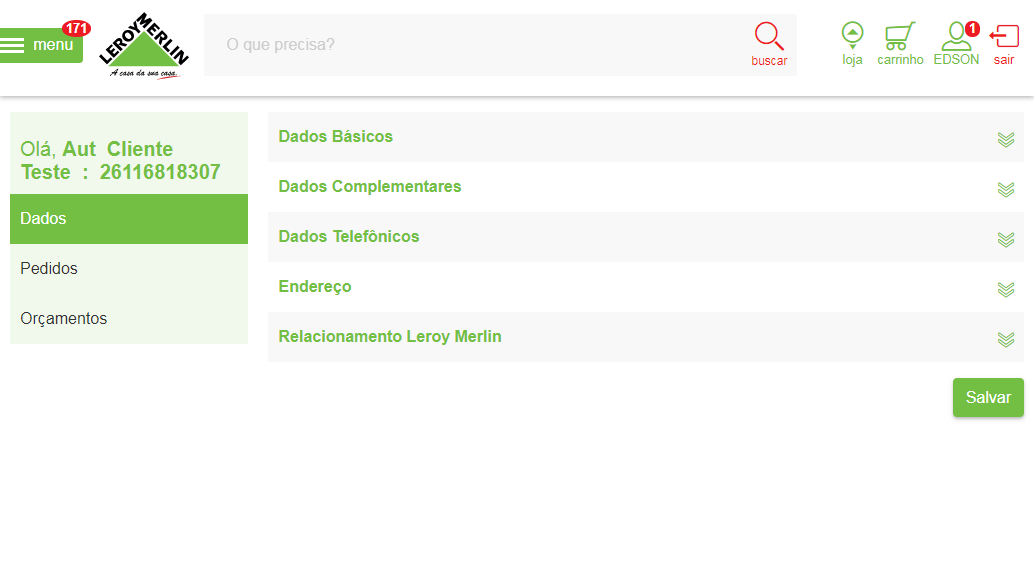 menu
171
LEROY MERLIN
A casa da sua casa.
O que precisa?
buscar
loja
carrinho
1
EDSON
sair
Olá, Aut Cliente
Teste : 26116818307
Dados
Pedidos
Orçamentos
Dados Básicos
Dados Complementares
Dados Telefônicos
Endereço
Relacionamento Leroy Merlin
Salvar